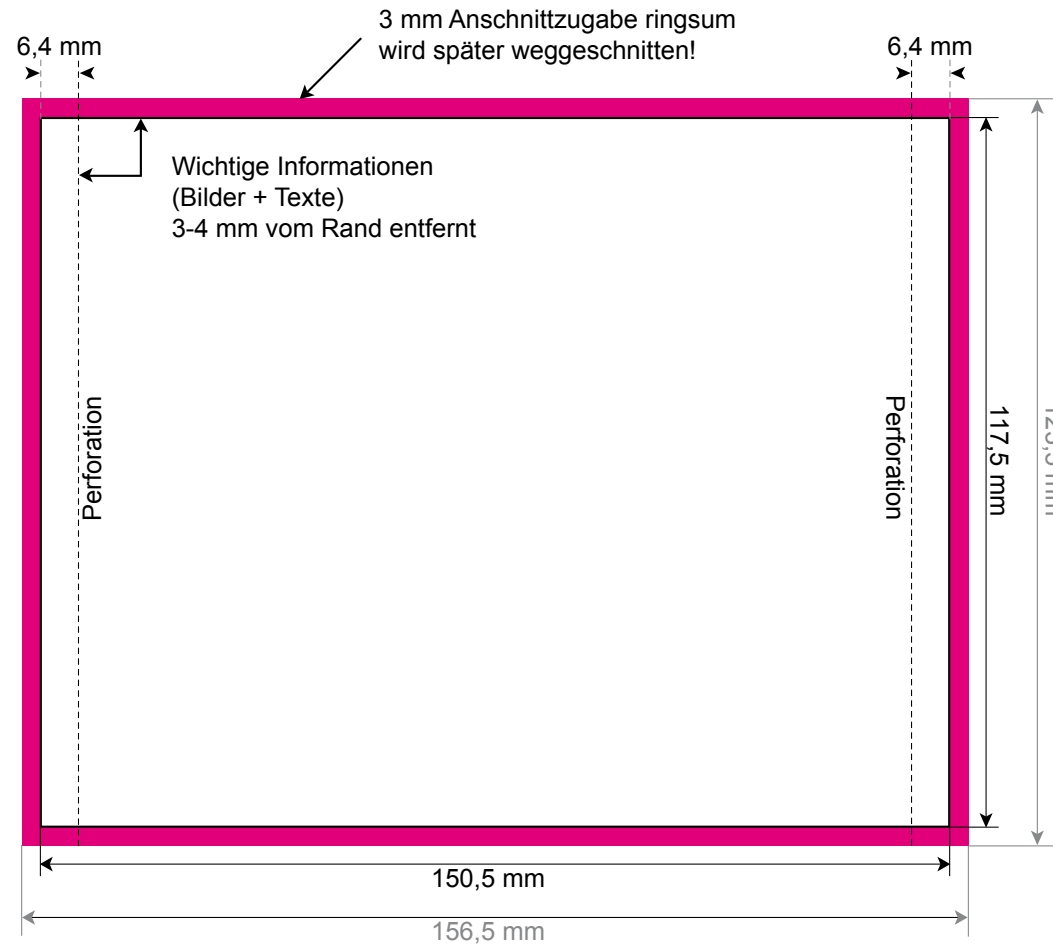 3 mm Anschnittzugabe ringsum
wird später weggeschnitten!
6,4 mm
6,4 mm
Wichtige Informationen
(Bilder + Texte)
3-4 mm vom Rand entfernt
Perforation
Perforation
117,5 mm
150,5 mm
156,5 mm